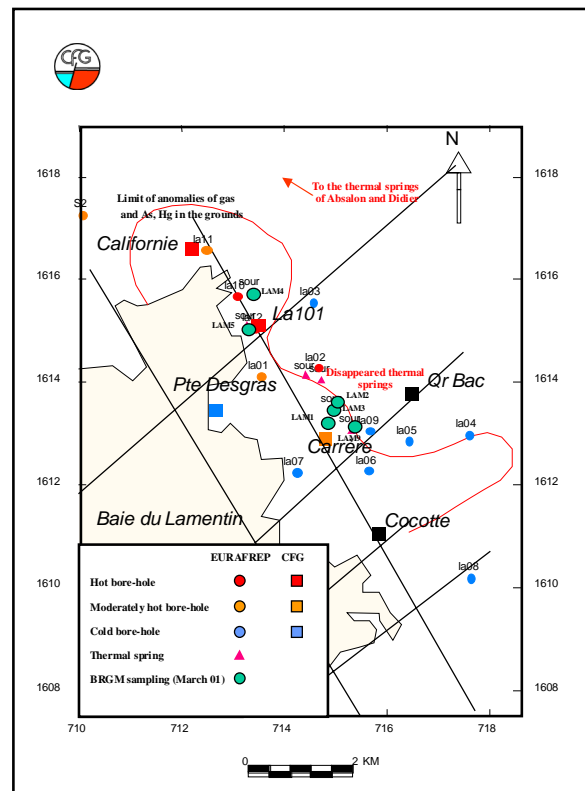 CFG
N
1618
To the thermal springs
of Absalon and Didier
Limit of anomalies of gas
and As, Hg in the grounds
S2
Californie
la11
1616
1616
la10
sour
LAM4
la03
La101
LAM5
la01
sour
la02
sour
Disappeared thermal
springs
1614
1614
Pte Desgras
Qr Bac
LAM2
LAM3
LAM1
la09
la04
LAM9
la05
Carrère
la07
la06
1612
1612
Baie du Lamentin
Cocotte
la08
EURAFREP CFG
Hot bore-hole
Moderately hot bore-hole
Cold bore-hole
Thermal spring
BRGM sampling (March 01)
1610
1610
1608
1608
710
712
714
716
718
0 2 KM